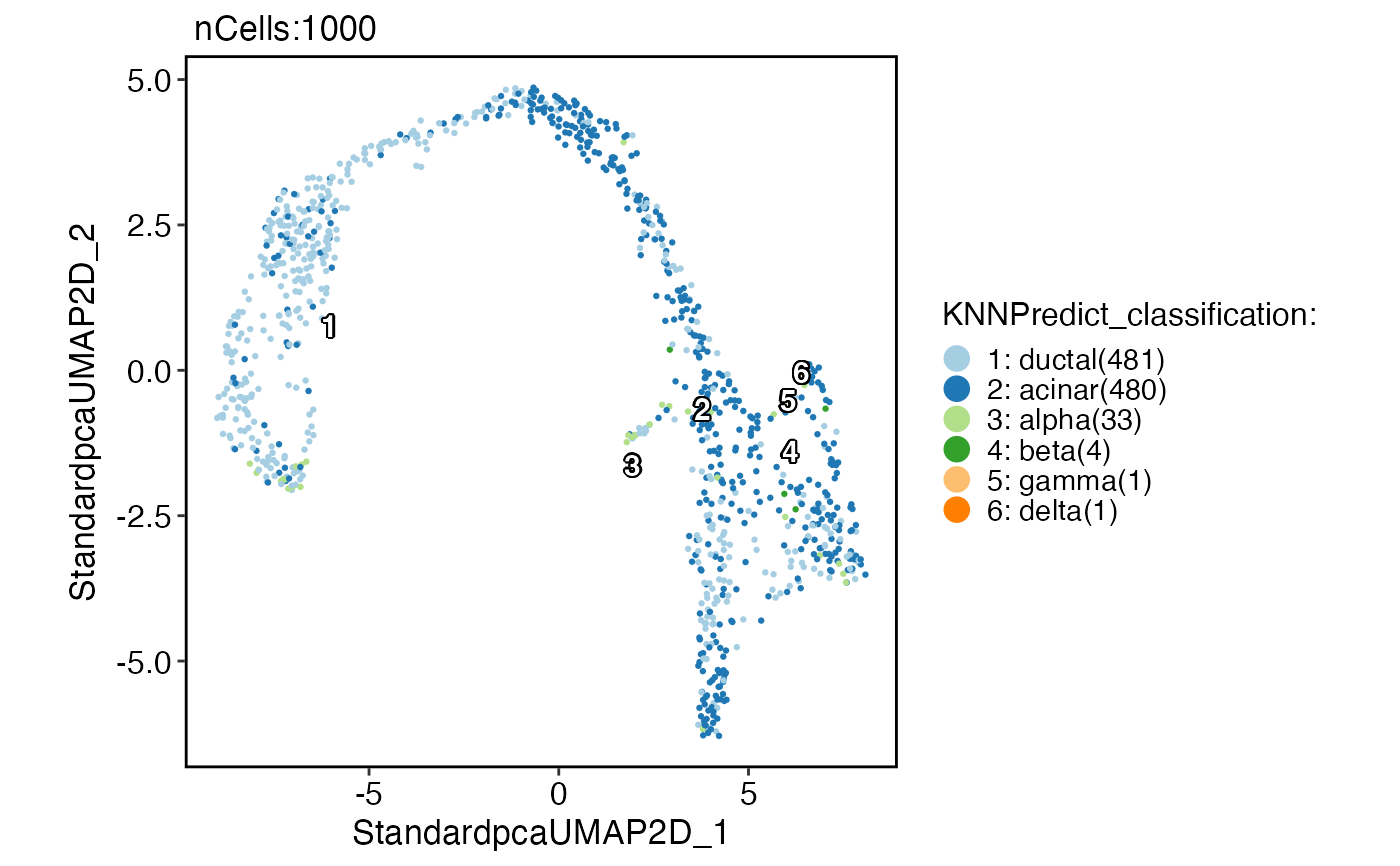 nCells:1000
5.0
2.5
0.0
-2.5
-5.0
StandardpcaUMAP2D_2
1
2
3
4
5
6
-5
0
5
StandardpcaUMAP2D_1
KNNPredict_classification:
1: ductal(481)
2: acinar(480)
3: alpha(33)
4: beta(4)
5: gamma(1)
6: delta(1)